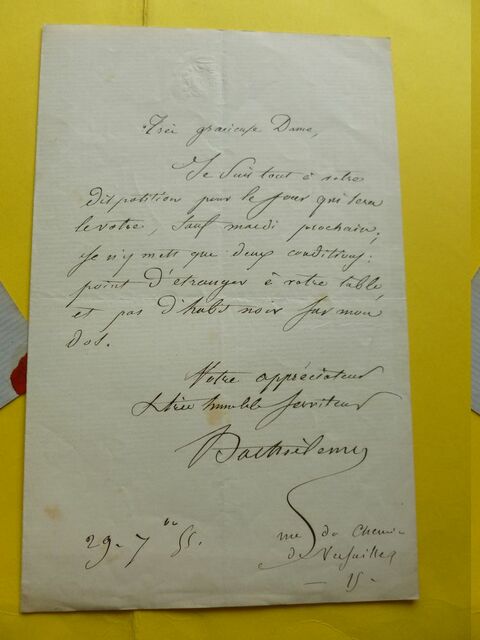 Très gracieuse Dame,
Je suis tout à votre
disposition pour le jour qui sera
le vôtre, sauf mardi prochain;
Je n'y mets que deux conditions:
point d'étranger à votre table,
et pas d'habit noir sur mon
dos.
Votre appréciateur
& très humble serviteur
Barthélemy
29. 7bre 55.
rue du Chemin
de Versailles
— 15 —